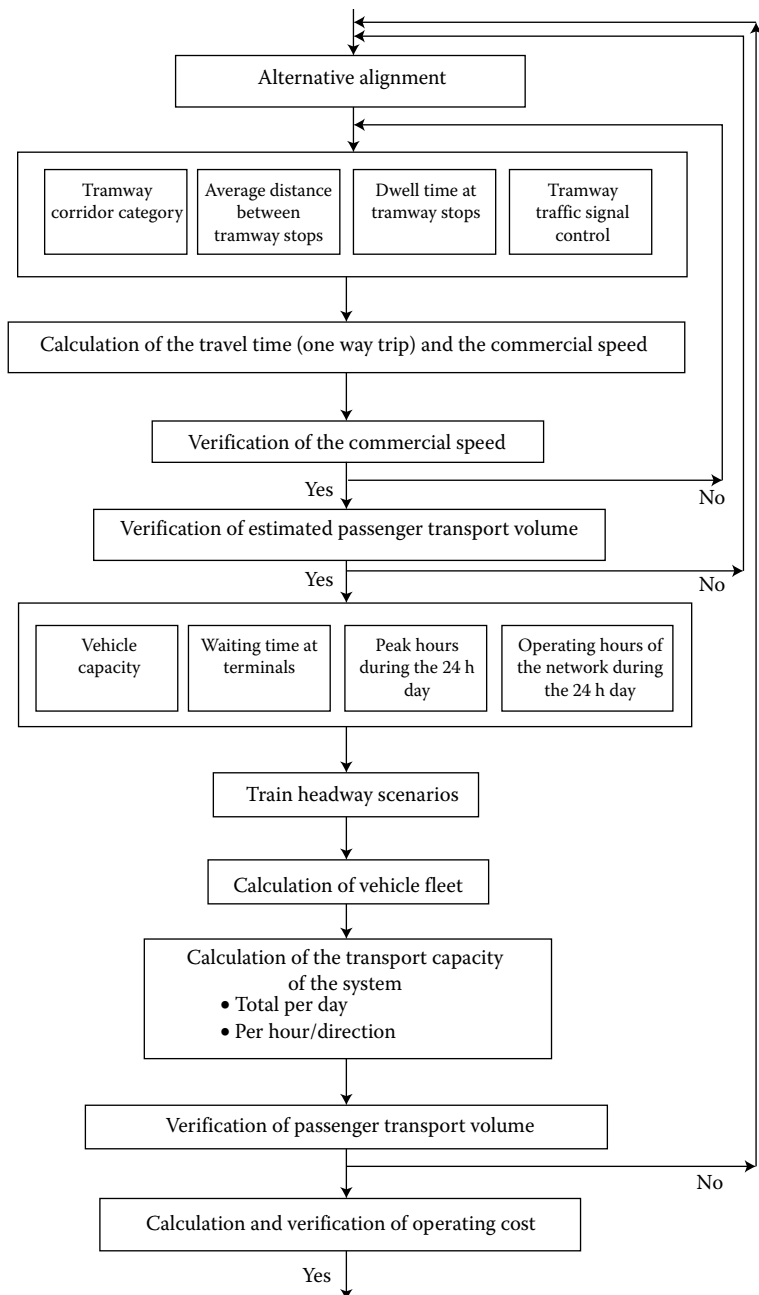 Alternative alignment
Tramway
corridor category
Average distance
between
tramway stops
Dwell time at
tramway stops
Tramway
traffic signal
control
Calculation of the travel time (one way trip) and the commercial speed
Verification of the commercial speed
Yes
No
Verification of estimated passenger transport volume
Yes
No
Vehicle
capacity
Waiting time at
terminals
Peak hours
during the 24 h
day
Operating hours of
the network during
the 24 h day
Train headway scenarios
Calculation of vehicle fleet
Calculation of the transport capacity
of the system
• Total per day
• Per hour/direction
Verification of passenger transport volume
No
Calculation and verification of operating cost
Yes